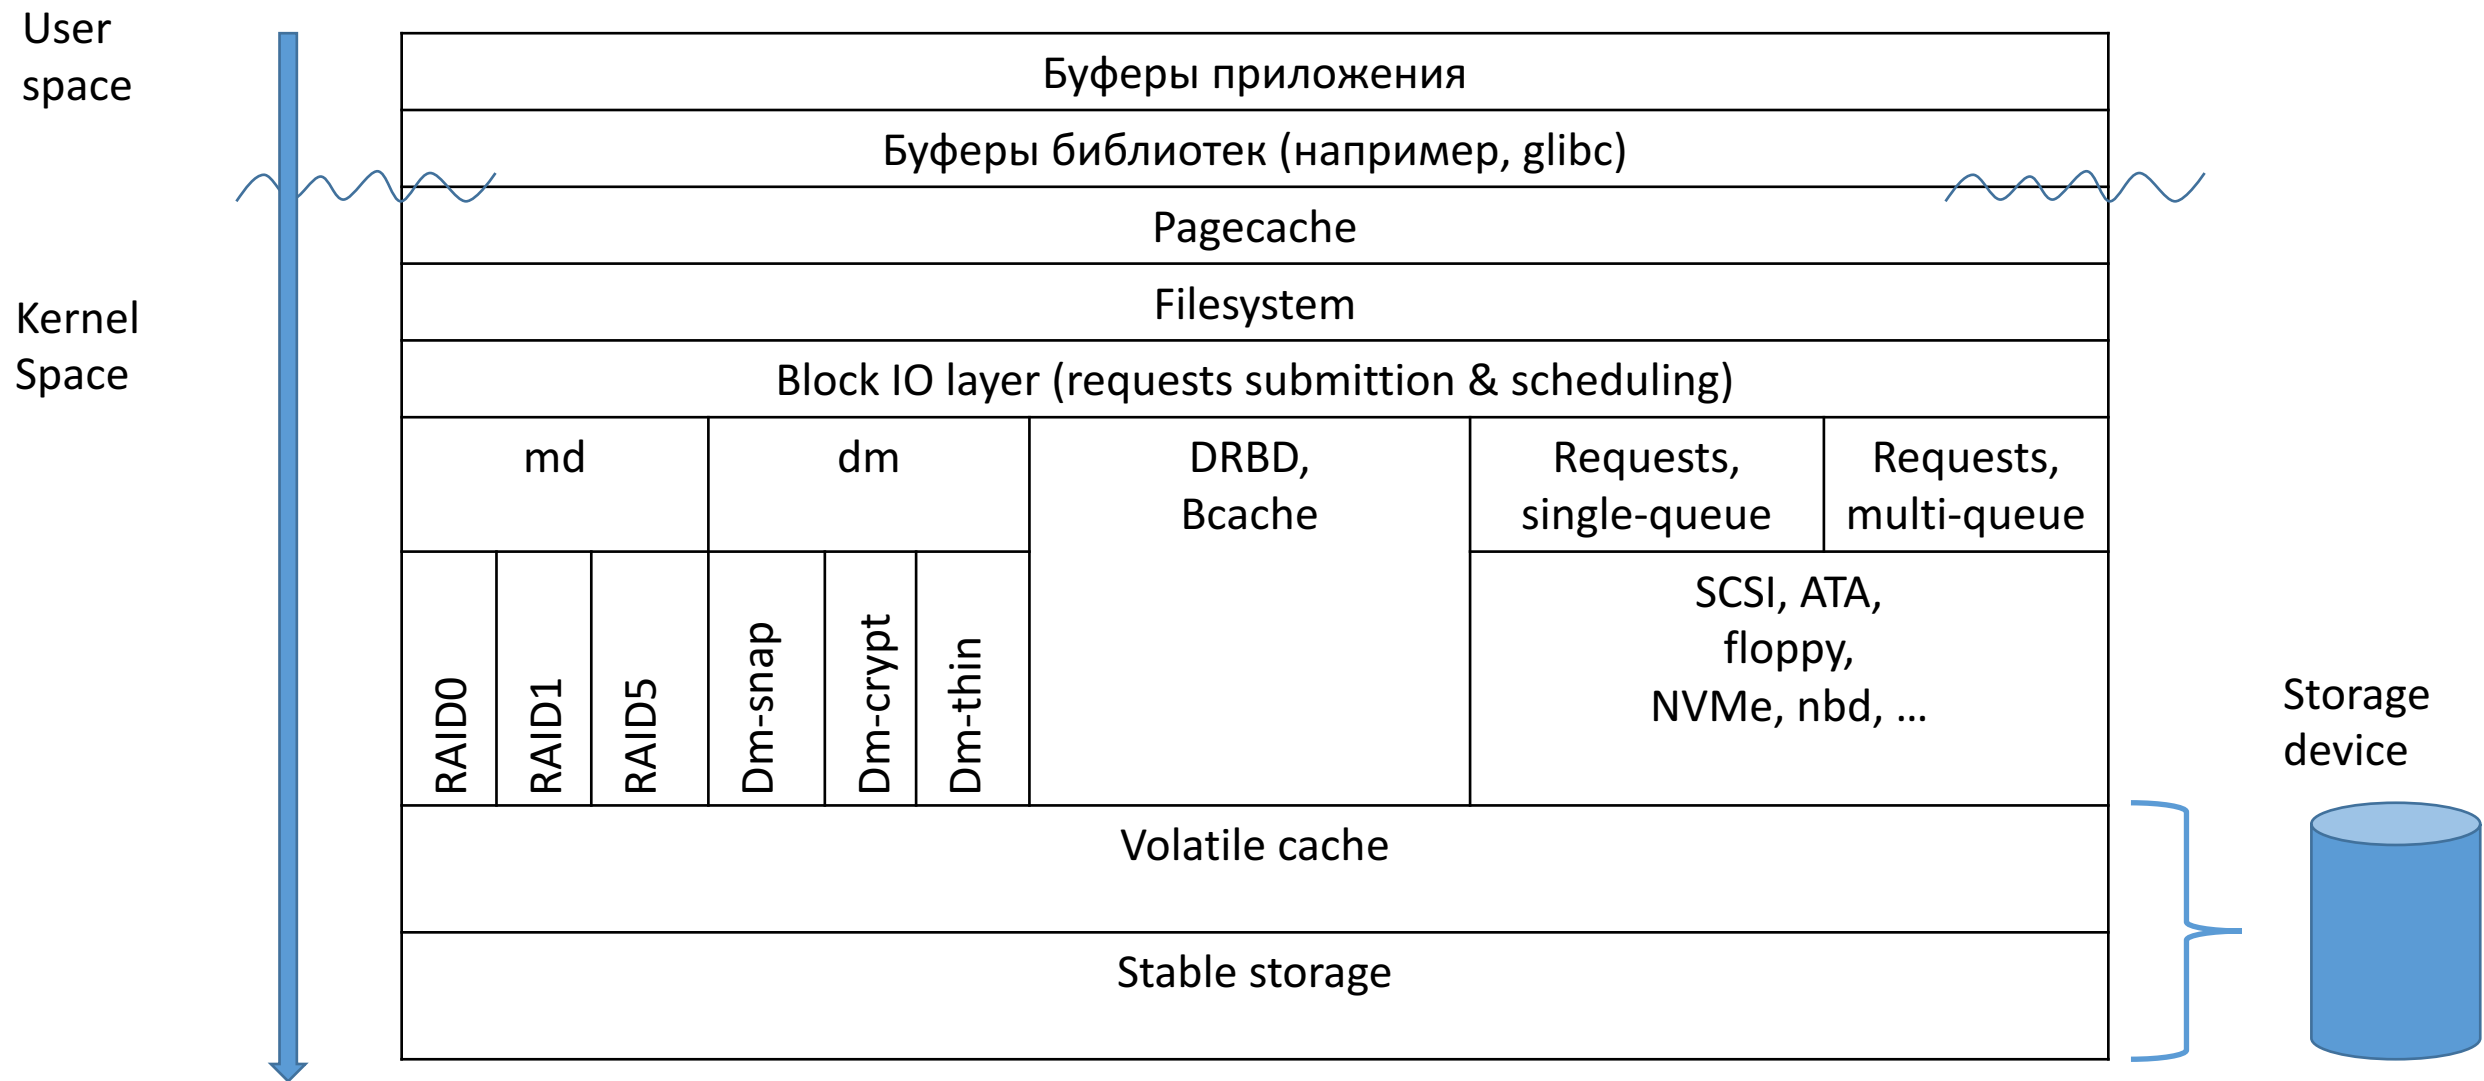 User
space
Буферы приложения
Буферы библиотек (например, glibc)
Pagecache
Kernel
Space
Filesystem
Block IO layer (requests submittion & scheduling)
md
dm
DRBD,
Bcache
Requests,
single-queue
Requests,
multi-queue
RAID0
RAID1
RAID5
Dm-snap
Dm-crypt
Dm-thin
SCSI, ATA,
floppy,
NVMe, nbd, ...
Storage
device
Volatile cache
Stable storage